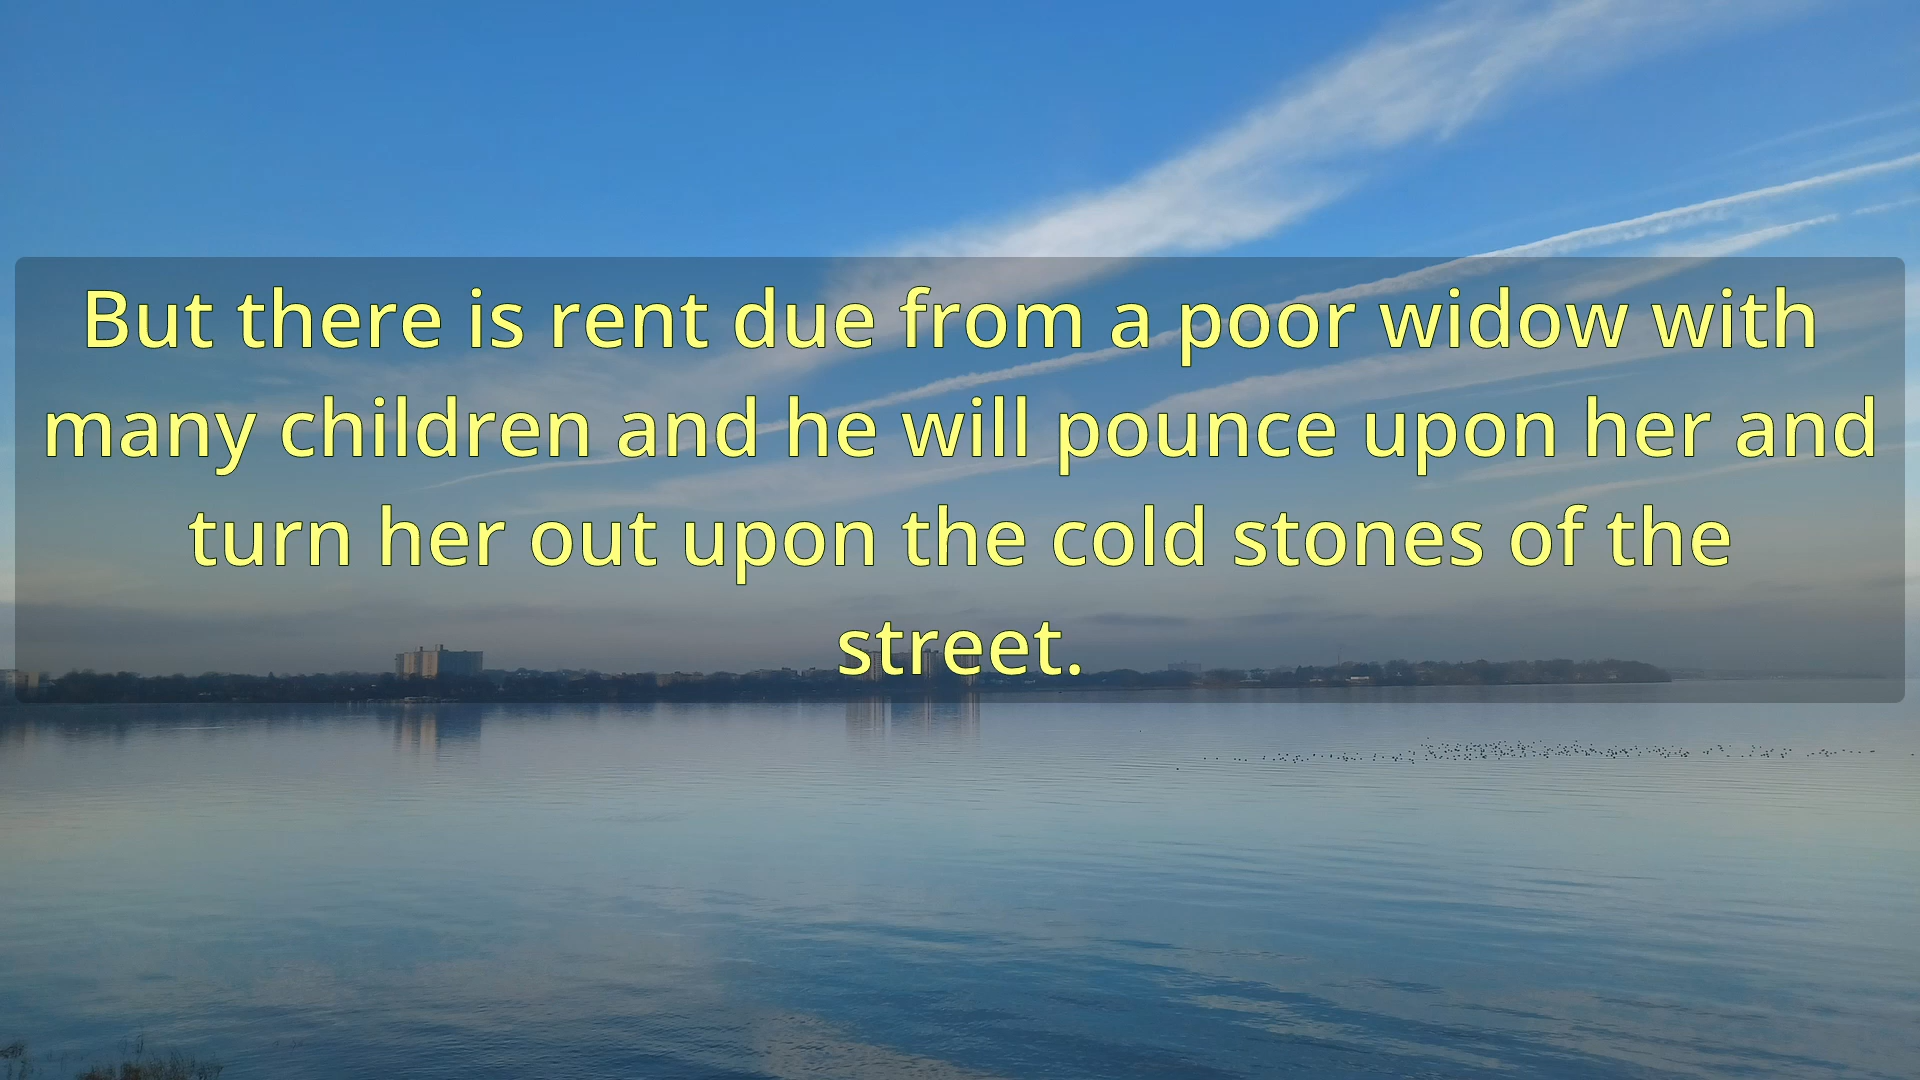 But there is rent due from a poor widow with
many children and he will pounce upon her and
turn her out upon the cold stones of the
street.